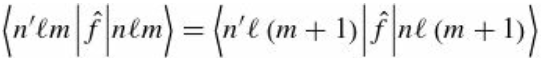 ⟨n′ℓm|f̂|nℓm⟩ = ⟨n′ℓ (m + 1)|f̂|nℓ (m + 1)⟩